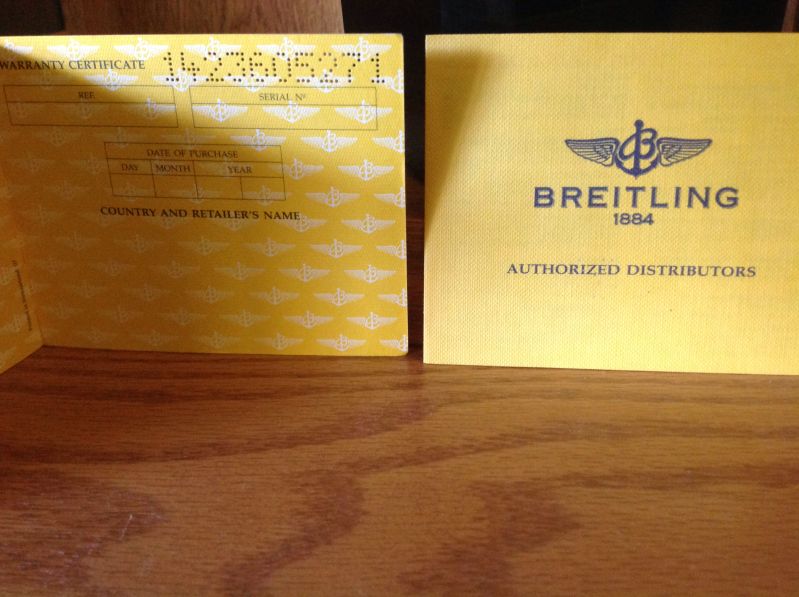 WARRANTY CERTIFICATE
1423605271
REF.
SERIAL Nº
DATE OF PURCHASE
DAY MONTH YEAR
COUNTRY AND RETAILER'S NAME
BREITLING
1884
AUTHORIZED DISTRIBUTORS